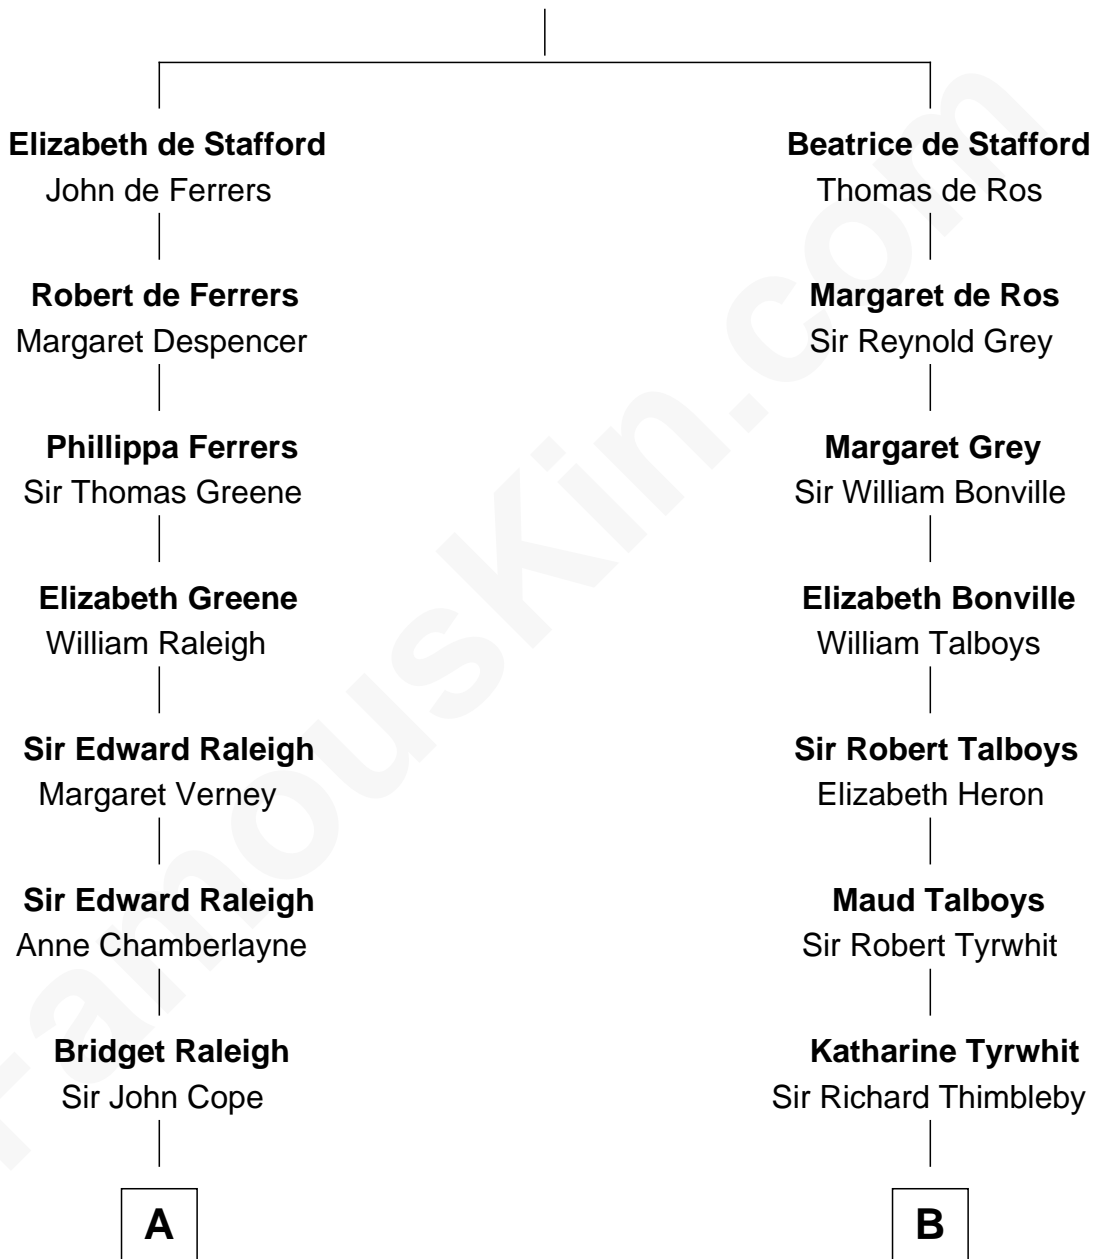 Elizabeth de Stafford
John de Ferrers
Robert de Ferrers
Margaret Despencer
Phillippa Ferrers
Sir Thomas Greene
Elizabeth Greene
William Raleigh
Sir Edward Raleigh
Margaret Verney
Sir Edward Raleigh
Anne Chamberlayne
Bridget Raleigh
Sir John Cope
A
Beatrice de Stafford
Thomas de Ros
Margaret de Ros
Sir Reynold Grey
Margaret Grey
Sir William Bonville
Elizabeth Bonville
William Talboys
Sir Robert Talboys
Elizabeth Heron
Maud Talboys
Sir Robert Tyrwhit
Katharine Tyrwhit
Sir Richard Thimbleby
B
FamousKin.com